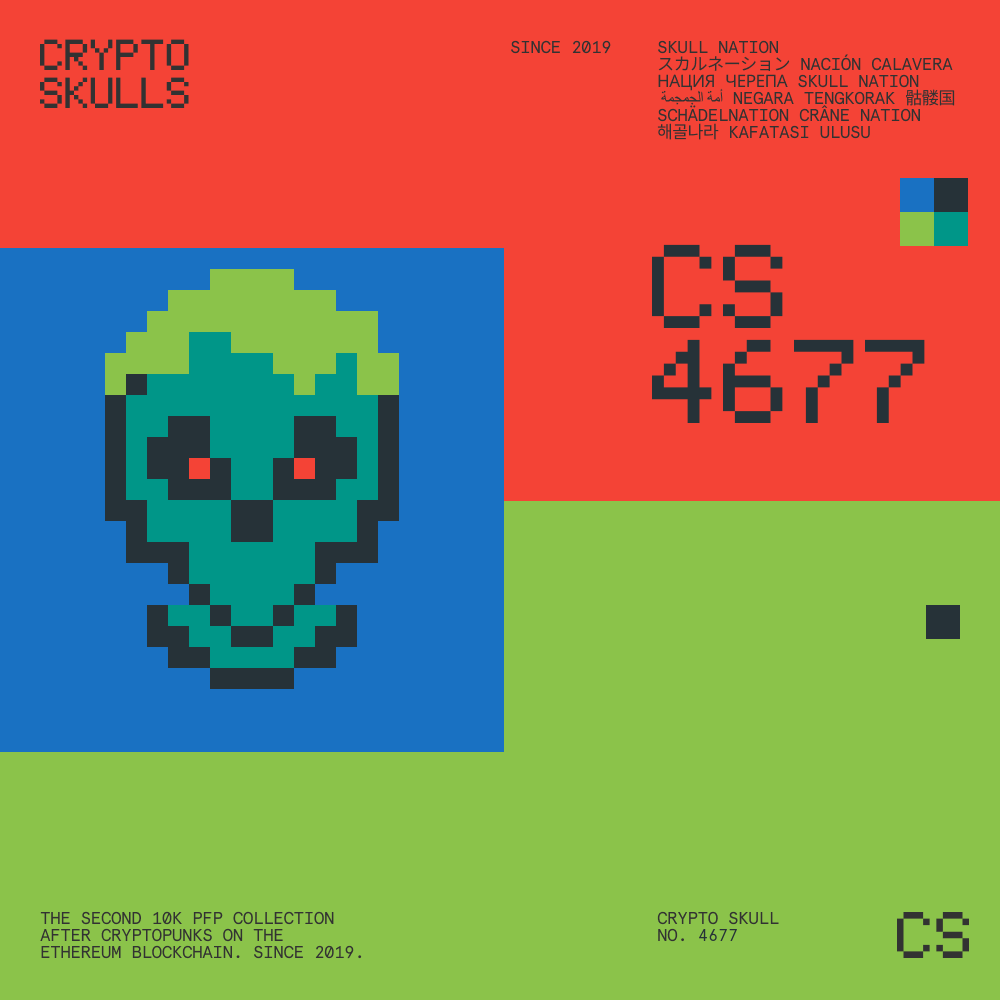 CRYPTO
SKULLS
SINCE 2019
SKULL NATION
スカルネーション NACIÓN CALAVERA
НАЦИЯ ЧЕРЕПА SKULL NATION
أمة الجمجمة NEGARA TENGKORAK 骷髅国
SCHÄDELNATION CRÂNE NATION
해골나라 KAFATASI ULUSU
CS
4677
THE SECOND 10K PFP COLLECTION
AFTER CRYPTOPUNKS ON THE
ETHEREUM BLOCKCHAIN. SINCE 2019.
CRYPTO SKULL
NO. 4677
CS